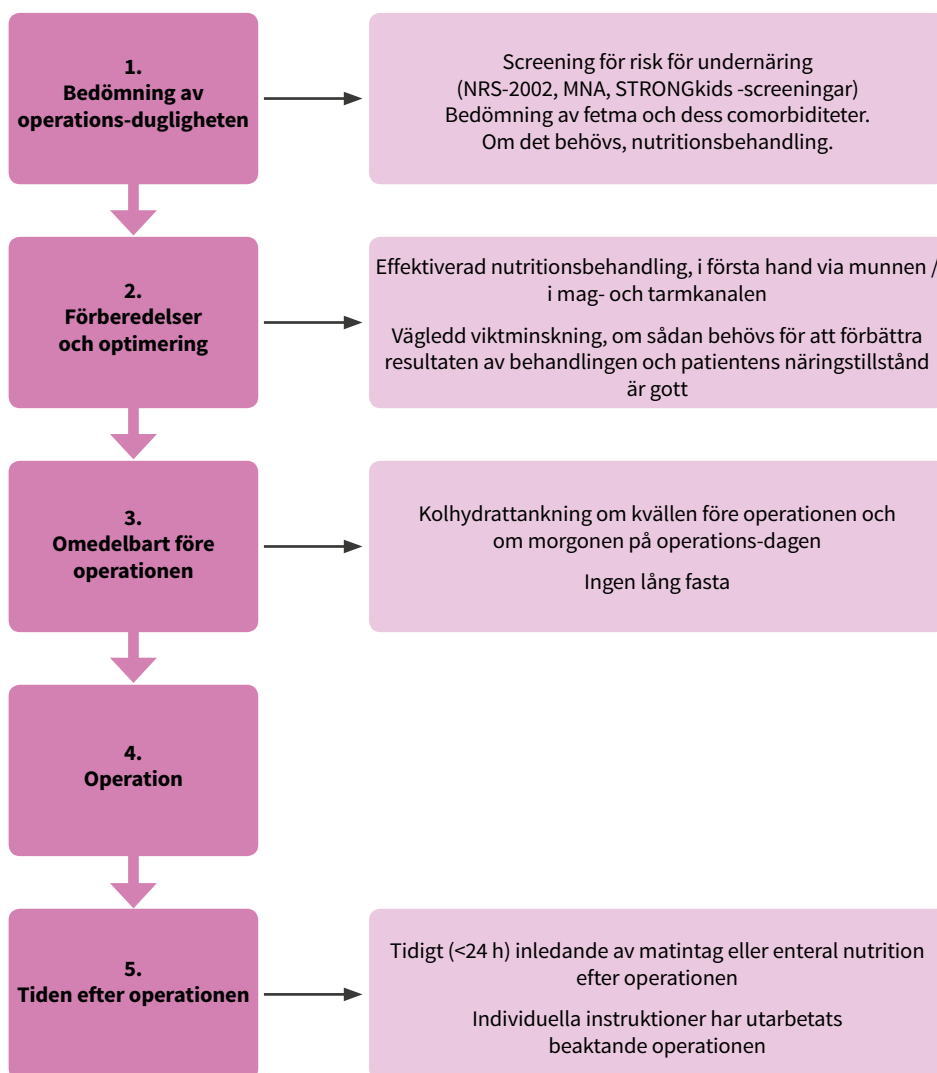 1.
Bedömning av
operations-dugligheten
Screening för risk för undernäring
(NRS-2002, MNA, STRONGkids -screeningar)
Bedömning av fetma och dess comorbiditeter.
Om det behövs, nutritionsbehandling.
2.
Förberedelser
och optimering
Effektiverad nutritionsbehandling, i första hand via munnen /
i mag- och tarmkanalen
Vägledd viktminskning, om sådan behövs för att förbättra
resultaten av behandlingen och patientens näringstillstånd
är gott
3.
Omedelbart före
operationen
Kolhydrattankning om kvällen före operationen och
om morgonen på operations-dagen
Ingen lång fasta
4.
Operation
5.
Tiden efter operationen
Tidigt (<24 h) inledande av matintag eller enteral nutrition
efter operationen
Individuella instruktioner har utarbetats
beaktande operationen